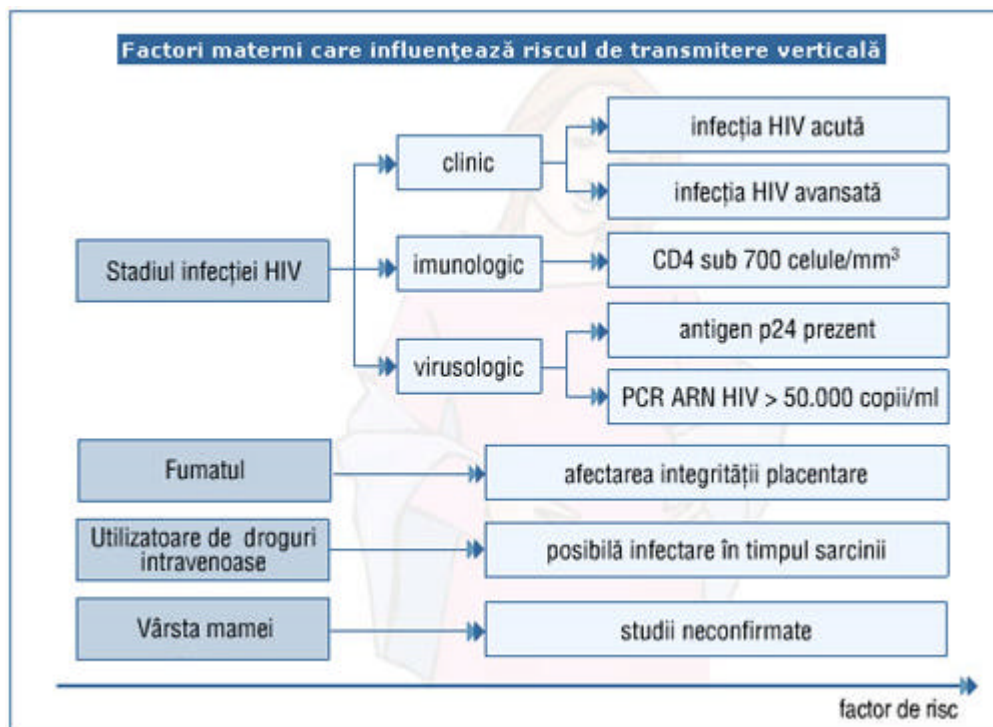 Factori materni care influenţează riscul de transmitere verticală
infecția HIV acută
clinic
infecția HIV avansată
Stadiul infecției HIV
imunologic
CD4 sub 700 celule/mm³
antigen p24 prezent
virusologic
PCR ARN HIV > 50.000 copii/ml
Fumatul
afectarea integrității placentare
Utilizatoare de droguri
intravenoase
posibilă infectare în timpul sarcinii
Vârsta mamei
studii neconfirmate
factor de risc